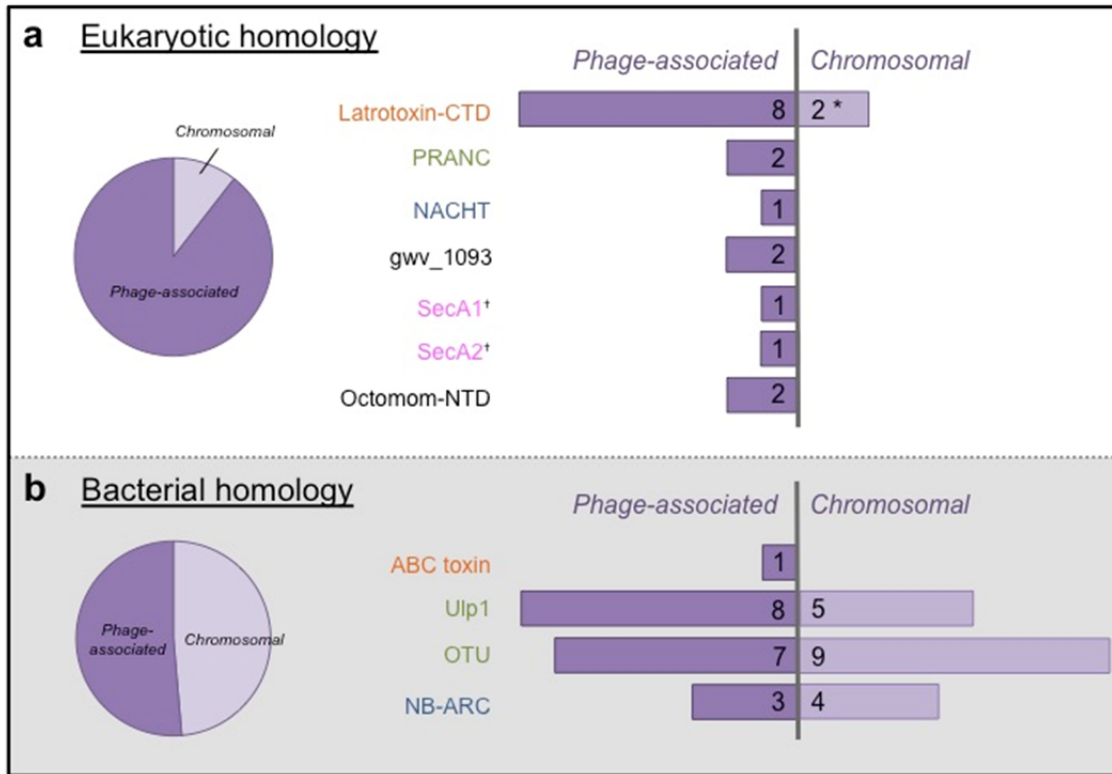 a Eukaryotic homology
Phage-associated Chromosomal
Chromosomal
Phage-associated
Latrotoxin-CTD 8 2 *
PRANC 2
NACHT 1
gwv_1093 2
SecA1† 1
SecA2† 1
Octomom-NTD 2
b Bacterial homology
Phage-associated Chromosomal
Phage-
associated
Chromosomal
ABC toxin 1
Ulp1 8 5
OTU 7 9
NB-ARC 3 4